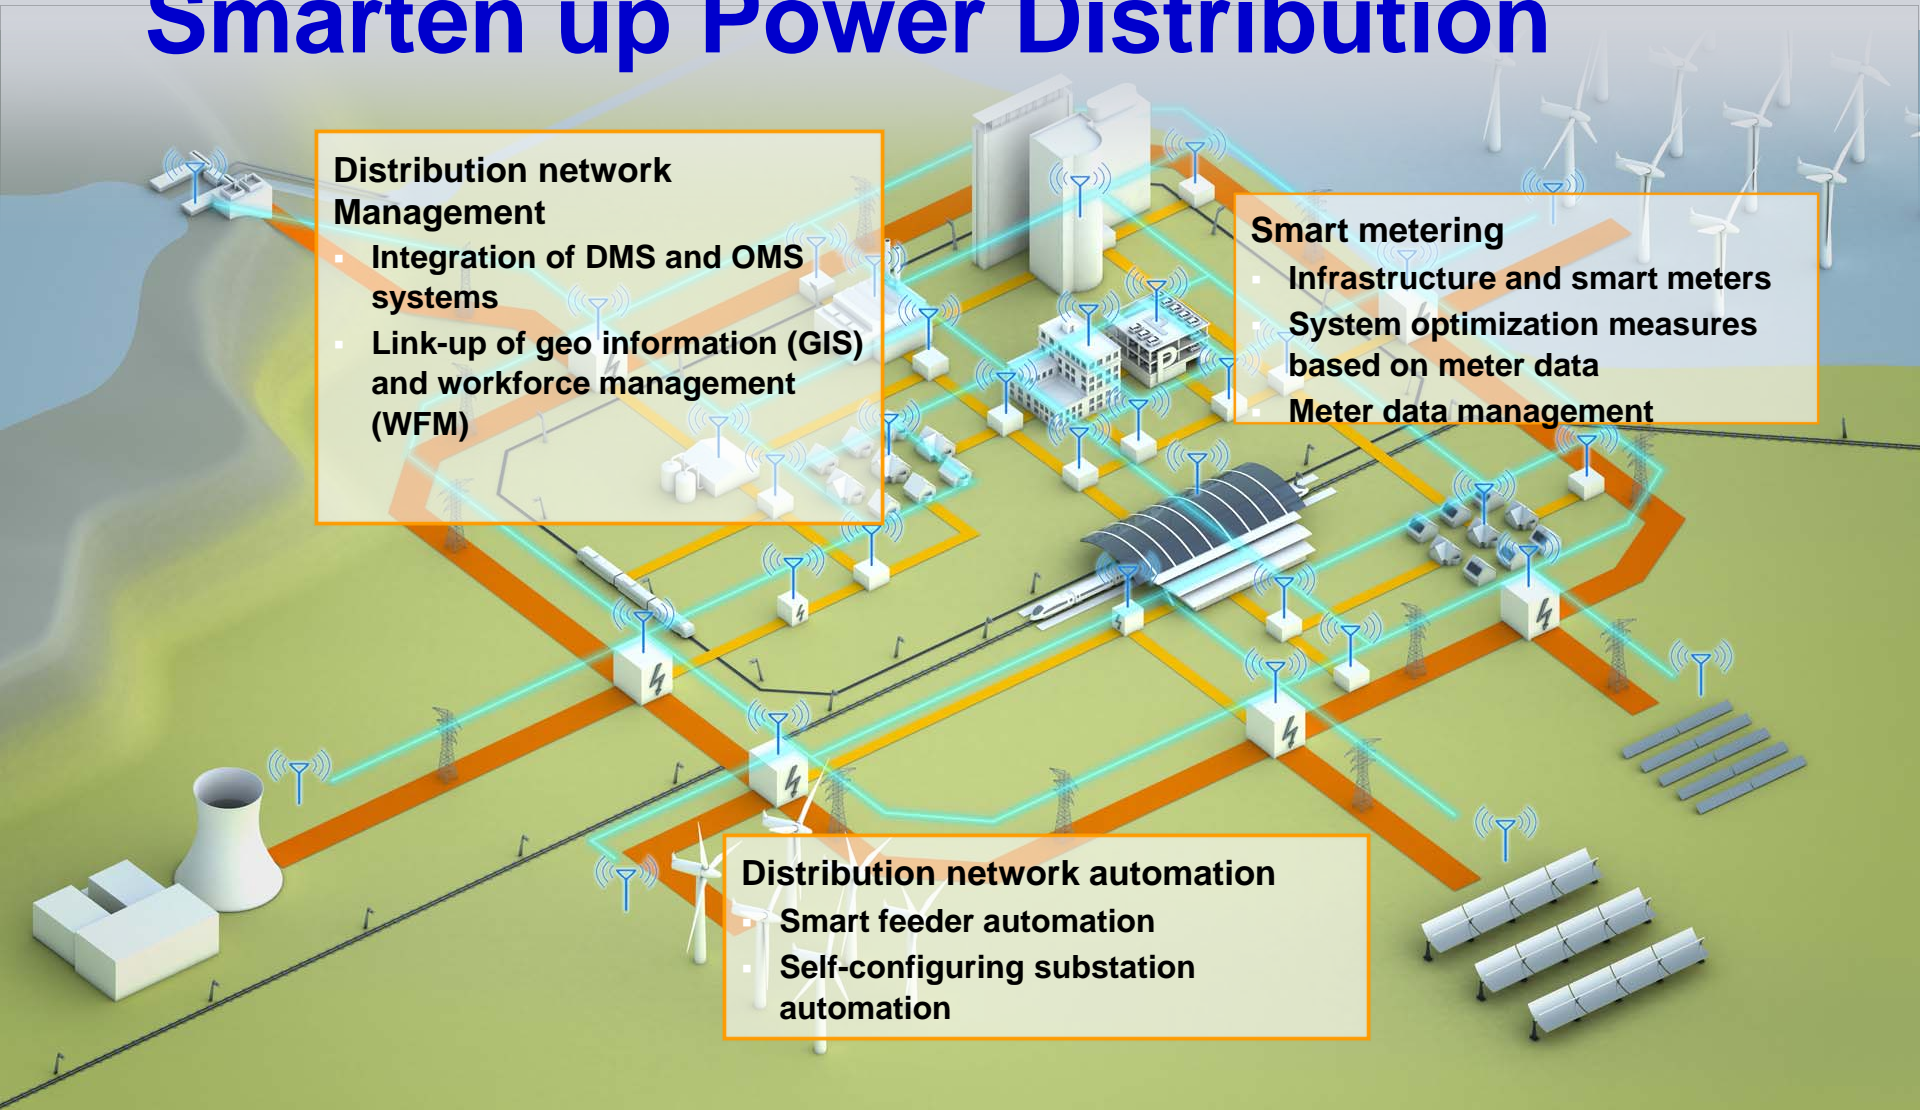 Smarten up Power Distribution
Distribution network
Management
Integration of DMS and OMS
systems
Link-up of geo information (GIS)
and workforce management
(WFM)
Smart metering
Infrastructure and smart meters
System optimization measures
based on meter data
Meter data management
P
Distribution network automation
Smart feeder automation
Self-configuring substation
automation